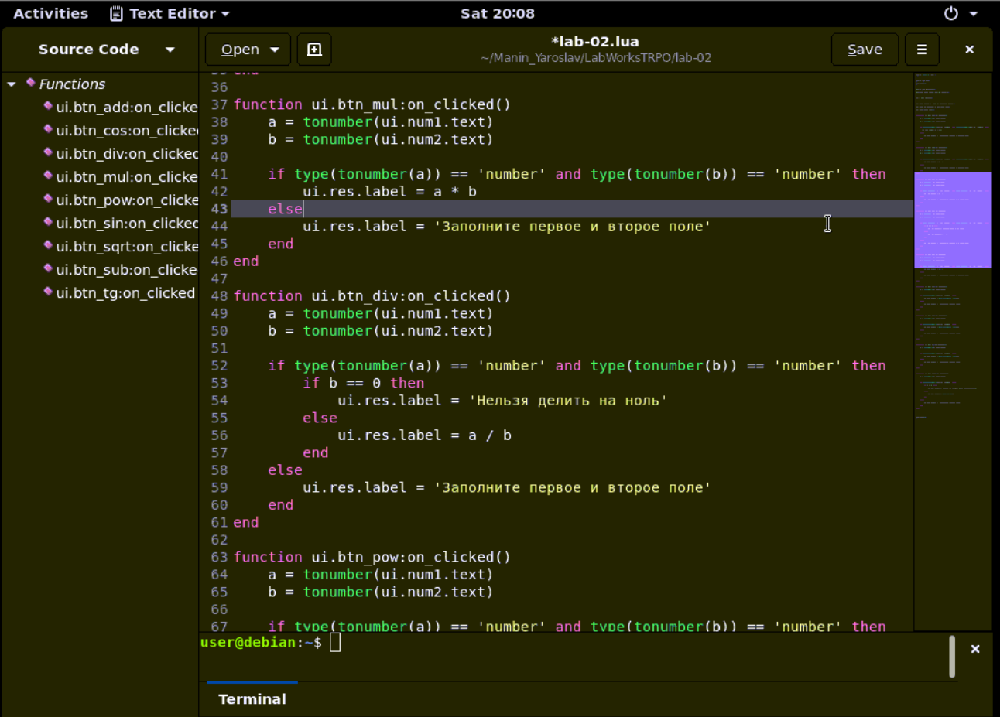 Activities Text Editor Sat 20:08
Source Code Open *lab-02.lua Save
~/Manin_Yaroslav/LabWorksTRPO/lab-02
Functions
ui.btn_add:on_clicke
ui.btn_cos:on_clicked
ui.btn_div:on_clicked
ui.btn_mul:on_clicke
ui.btn_pow:on_clicke
ui.btn_sin:on_clicked
ui.btn_sqrt:on_clicke
ui.btn_sub:on_clicke
ui.btn_tg:on_clicked
35 end
36
37 function ui.btn_mul:on_clicked()
38     a = tonumber(ui.num1.text)
39     b = tonumber(ui.num2.text)
40
41     if type(tonumber(a)) == 'number' and type(tonumber(b)) == 'number' then
42         ui.res.label = a * b
43     else
44         ui.res.label = 'Заполните первое и второе поле'
45     end
46 end
47
48 function ui.btn_div:on_clicked()
49     a = tonumber(ui.num1.text)
50     b = tonumber(ui.num2.text)
51
52     if type(tonumber(a)) == 'number' and type(tonumber(b)) == 'number' then
53         if b == 0 then
54             ui.res.label = 'Нельзя делить на ноль'
55         else
56             ui.res.label = a / b
57         end
58     else
59         ui.res.label = 'Заполните первое и второе поле'
60     end
61 end
62
63 function ui.btn_pow:on_clicked()
64     a = tonumber(ui.num1.text)
65     b = tonumber(ui.num2.text)
66
67     if type(tonumber(a)) == 'number' and type(tonumber(b)) == 'number' then
user@debian:~$
Terminal